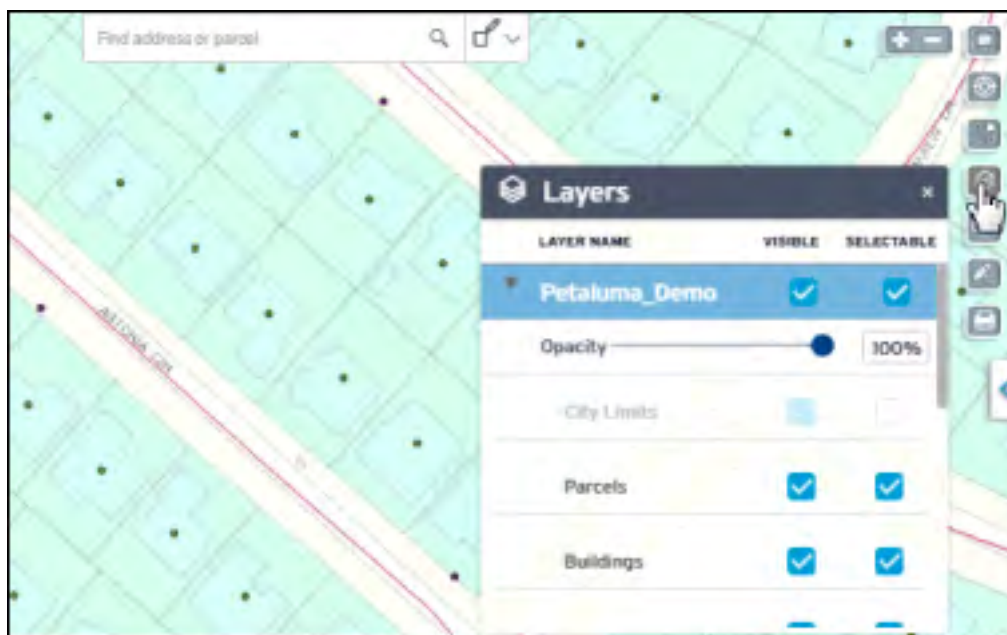 Find address or parcel
Layers
LAYER NAME VISIBLE SELECTABLE
Petaluma_Demo
Opacity 100%
City Limits
Parcels
Buildings